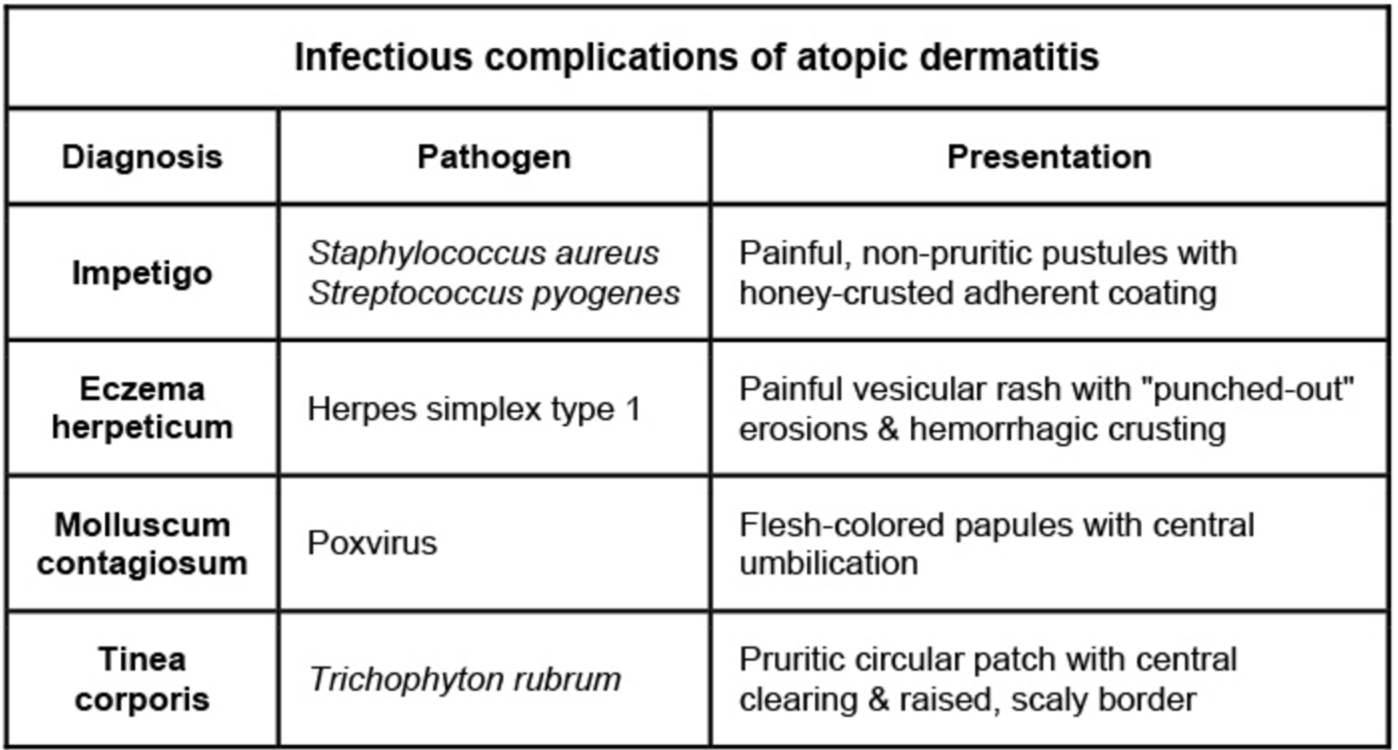 Infectious complications of atopic dermatitis
Diagnosis
Pathogen
Presentation
Impetigo
Staphylococcus aureus
Streptococcus pyogenes
Painful, non-pruritic pustules with
honey-crusted adherent coating
Eczema
herpeticum
Herpes simplex type 1
Painful vesicular rash with "punched-out"
erosions & hemorrhagic crusting
Molluscum
contagiosum
Poxvirus
Flesh-colored papules with central
umbilication
Tinea
corporis
Trichophyton rubrum
Pruritic circular patch with central
clearing & raised, scaly border